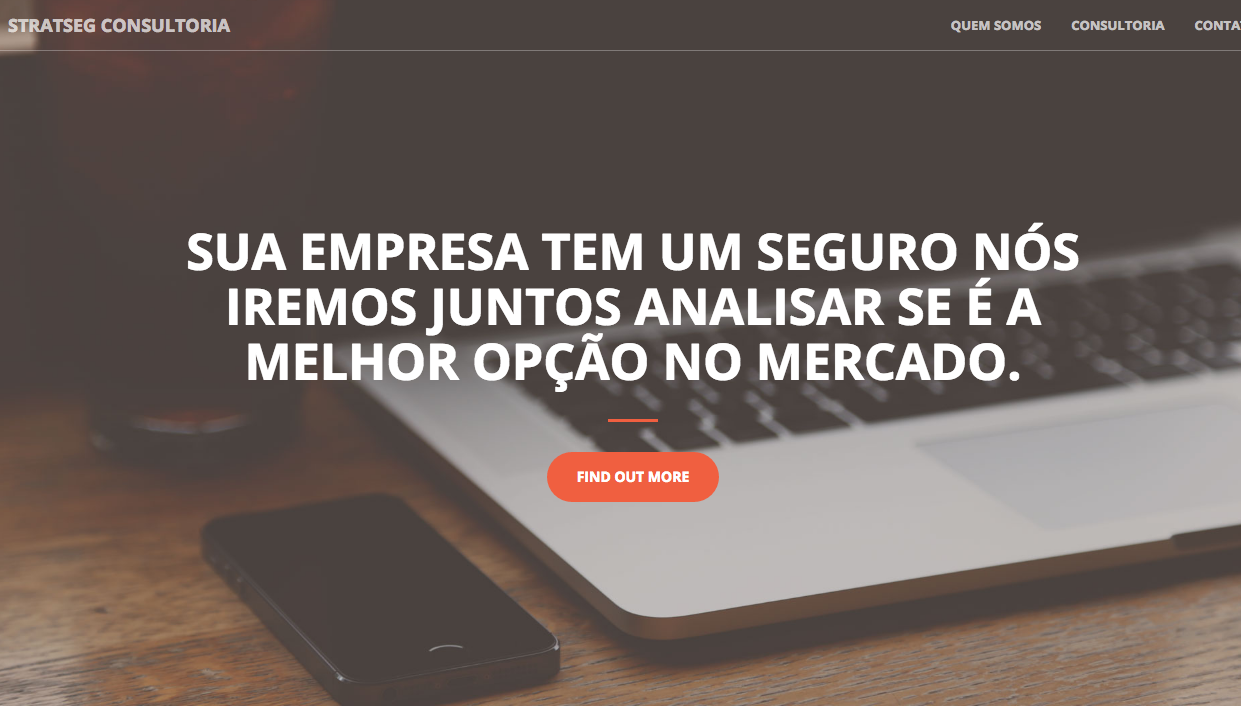 STRATSEG CONSULTORIA
QUEM SOMOS CONSULTORIA CONTA
SUA EMPRESA TEM UM SEGURO NÓS
IREMOS JUNTOS ANALISAR SE É A
MELHOR OPÇÃO NO MERCADO.
FIND OUT MORE